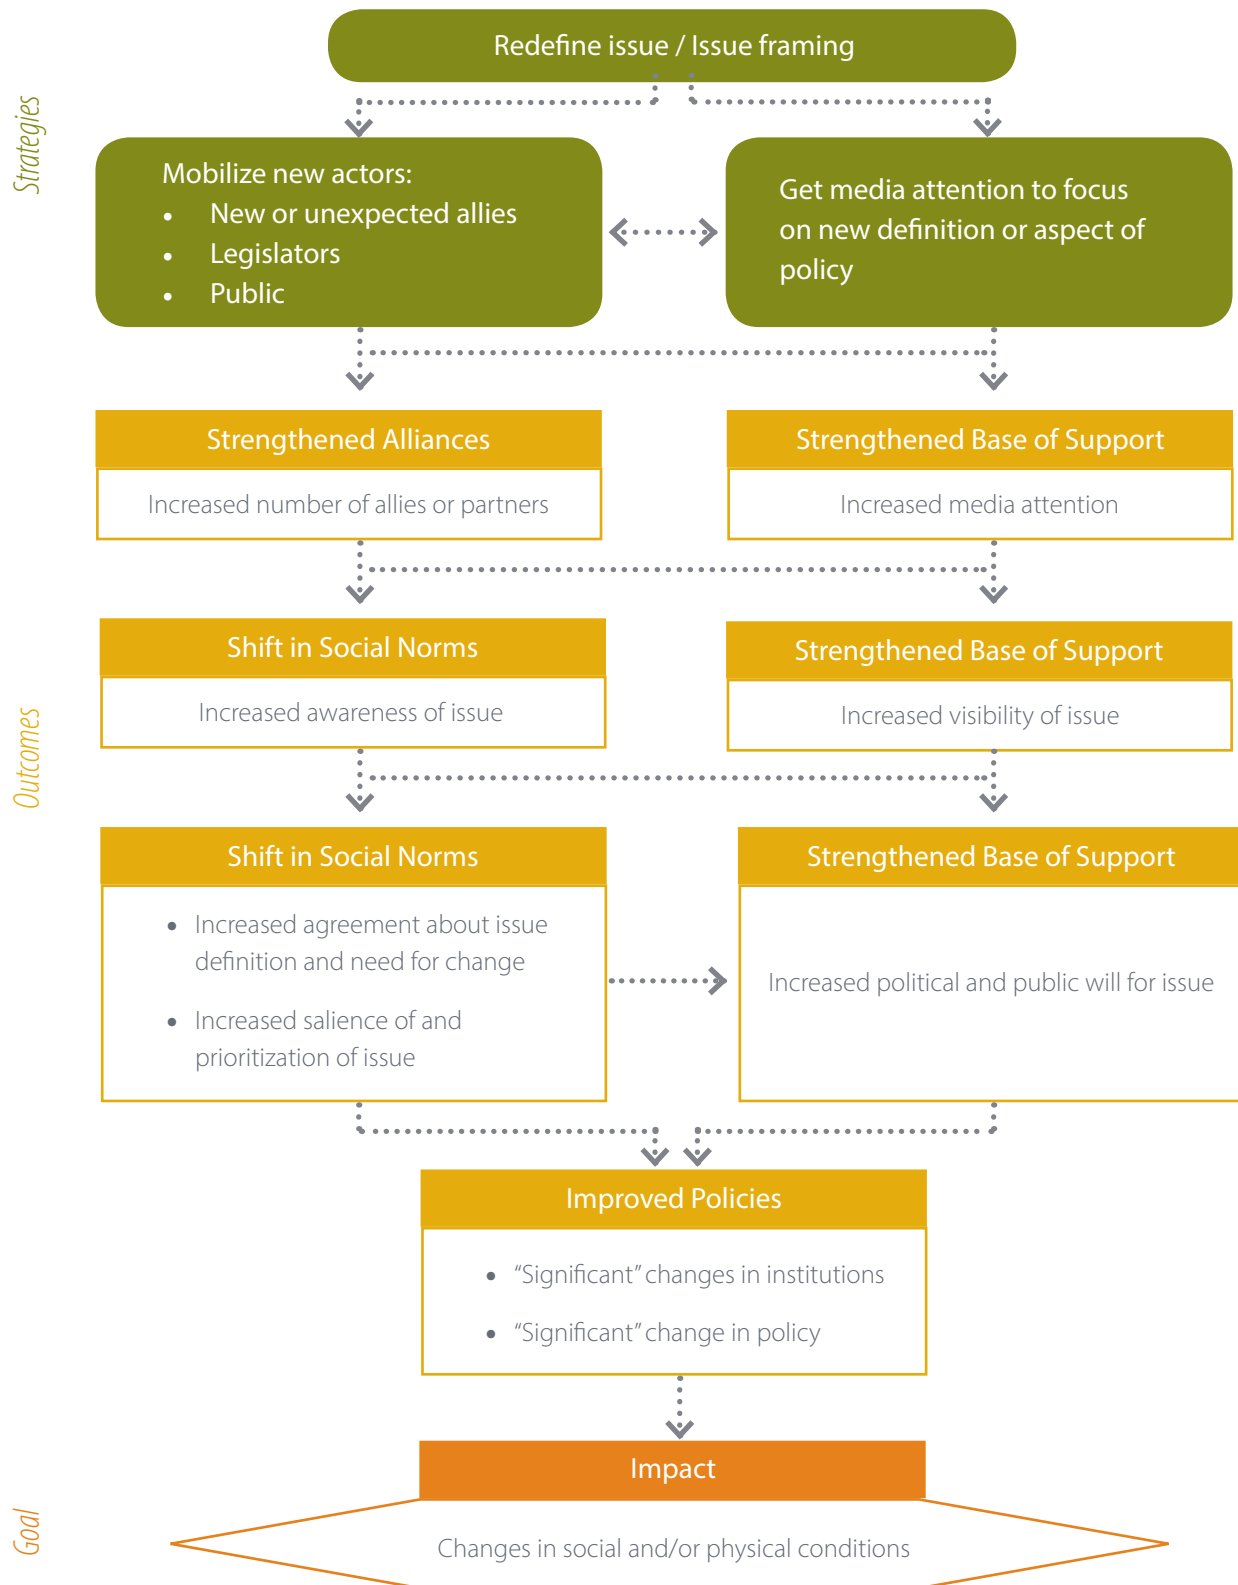 Redefine issue / Issue framing
Strategies
Mobilize new actors:
• New or unexpected allies
• Legislators
• Public
Get media attention to focus
on new definition or aspect of
policy
Strengthened Alliances
Increased number of allies or partners
Strengthened Base of Support
Increased media attention
Outcomes
Shift in Social Norms
Increased awareness of issue
Strengthened Base of Support
Increased visibility of issue
Shift in Social Norms
• Increased agreement about issue
definition and need for change
• Increased salience of and
prioritization of issue
Strengthened Base of Support
Increased political and public will for issue
Improved Policies
• “Significant” changes in institutions
• “Significant” change in policy
Goal
Impact
Changes in social and/or physical conditions